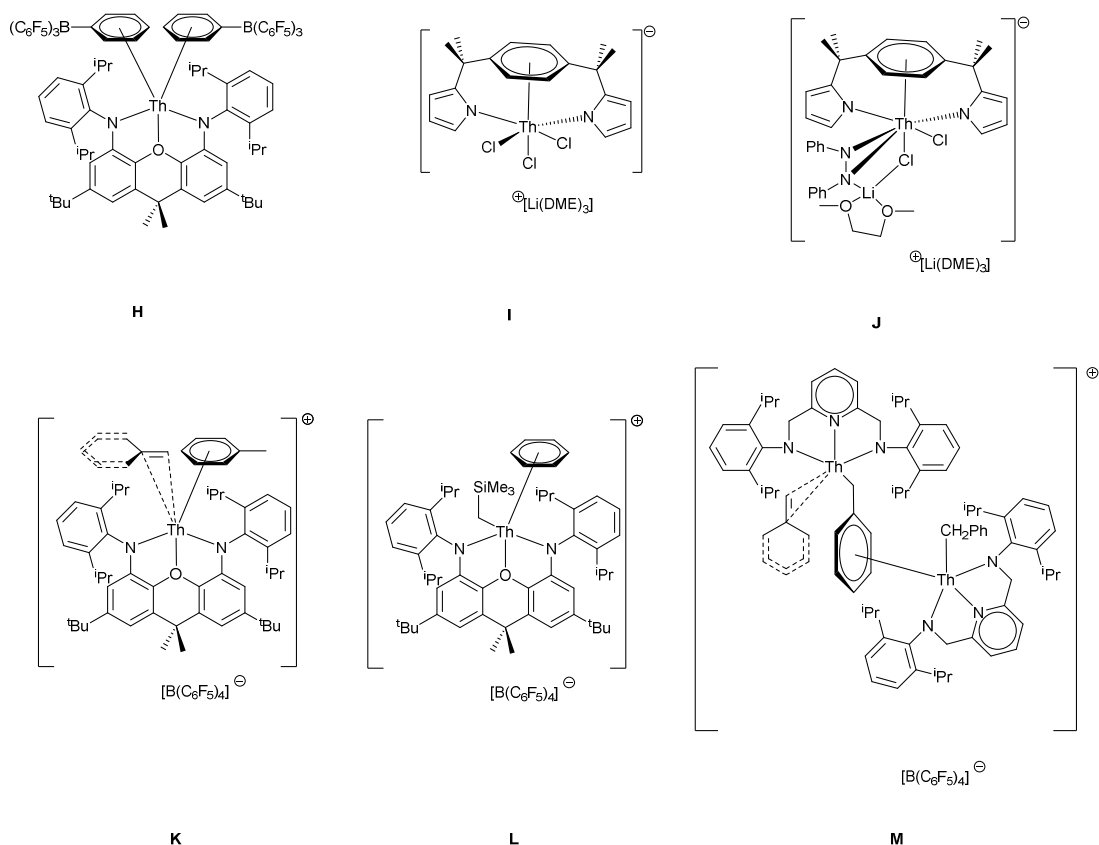 (C₆F₅)₃B B(C₆F₅)₃
ⁱPr ⁱPr
Th
N N
ⁱPr O ⁱPr
ᵗBu ᵗBu
H
⊖
N N
Th
Cl Cl
Cl
⊕[Li(DME)₃]
I
⊖
N N
Th
Ph N Cl
Cl
N
Ph Li
O O
⊕[Li(DME)₃]
J
⊕
ⁱPr ⁱPr
Th
N N
ⁱPr O ⁱPr
ᵗBu ᵗBu
[B(C₆F₅)₄] ⊖
K
⊕
SiMe₃
ⁱPr ⁱPr
Th
N N
ⁱPr O ⁱPr
ᵗBu ᵗBu
[B(C₆F₅)₄] ⊖
L
⊕
ⁱPr N ⁱPr
N N
Th
ⁱPr ⁱPr
ⁱPr
CH₂Ph
N
Th ⁱPr
ⁱPr N N
ⁱPr
[B(C₆F₅)₄] ⊖
M